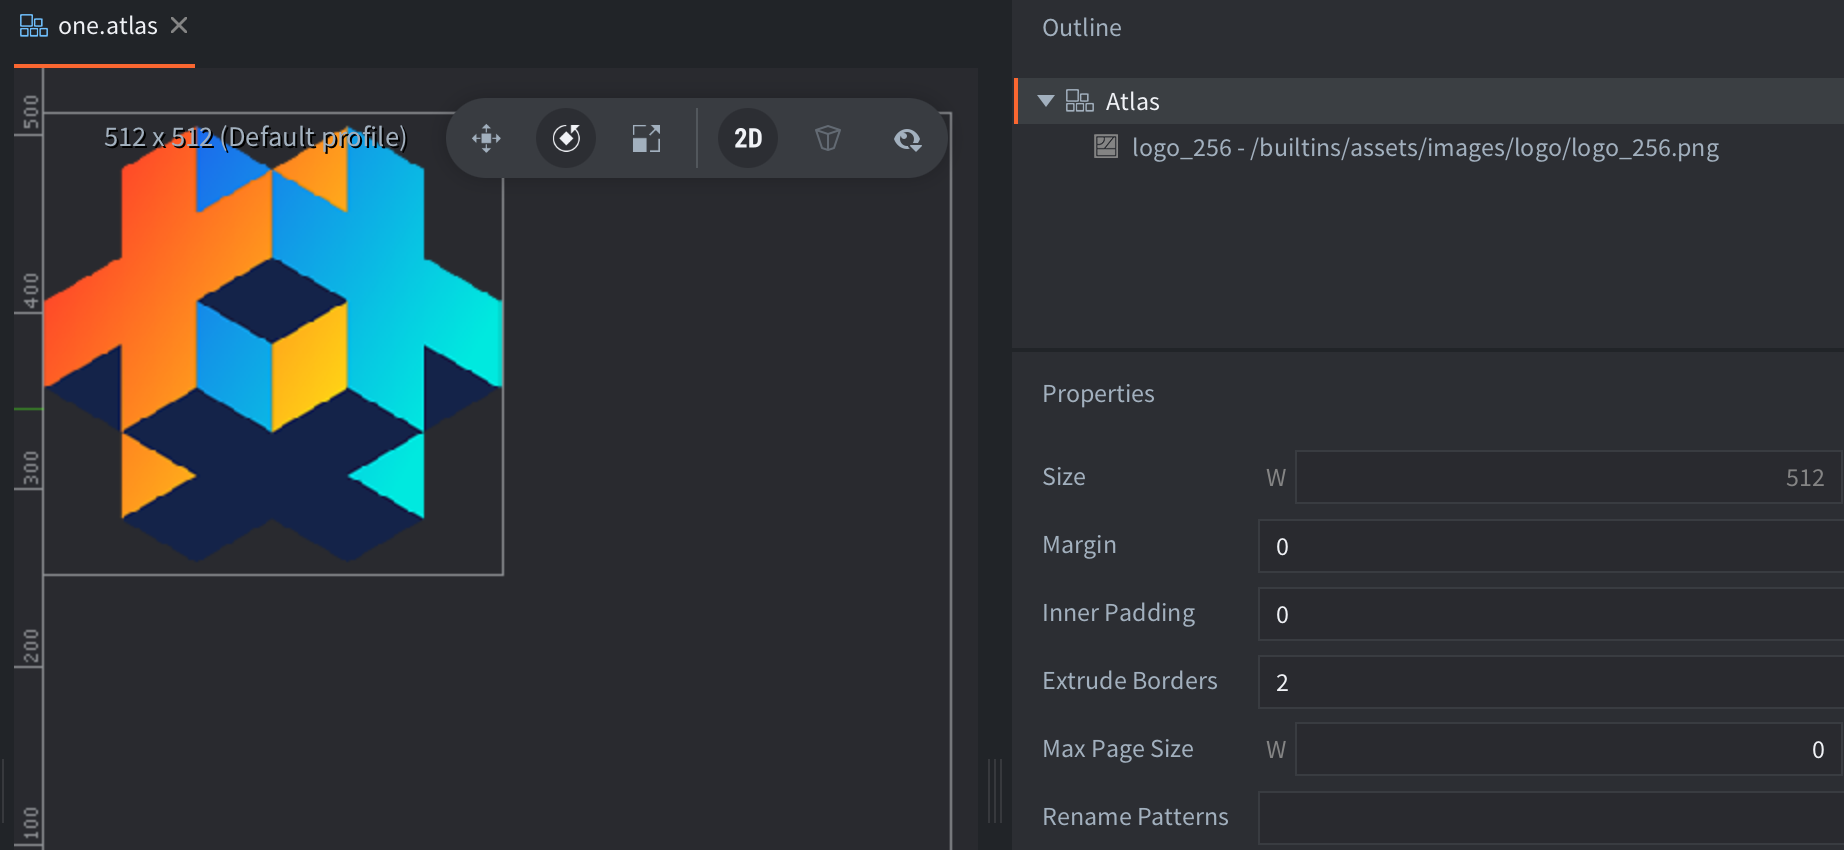 one.atlas
Outline
Atlas
logo_256 - /builtins/assets/images/logo/logo_256.png
512 x 512 (Default profile)
2D
500
400
300
200
100
Properties
Size W 512
Margin 0
Inner Padding 0
Extrude Borders 2
Max Page Size W 0
Rename Patterns